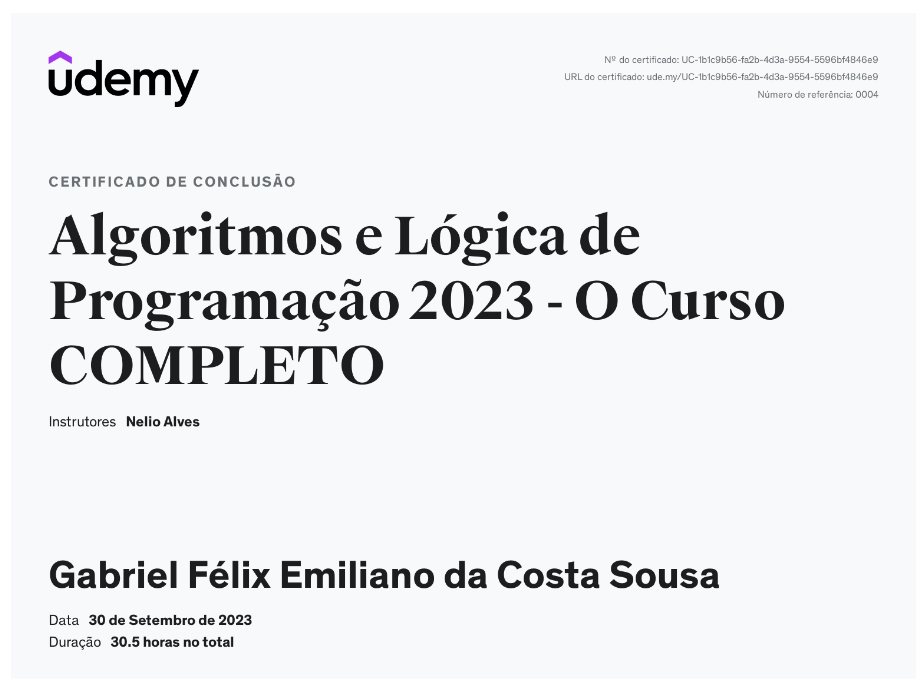 udemy
Nº do certificado: UC-1b1c9b56-fa2b-4d3a-9554-5596bf4846e9
URL do certificado: ude.my/UC-1b1c9b56-fa2b-4d3a-9554-5596bf4846e9
Número de referência: 0004
CERTIFICADO DE CONCLUSÃO
Algoritmos e Lógica de
Programação 2023 - O Curso
COMPLETO
Instrutores Nelio Alves
Gabriel Félix Emiliano da Costa Sousa
Data 30 de Setembro de 2023
Duração 30.5 horas no total